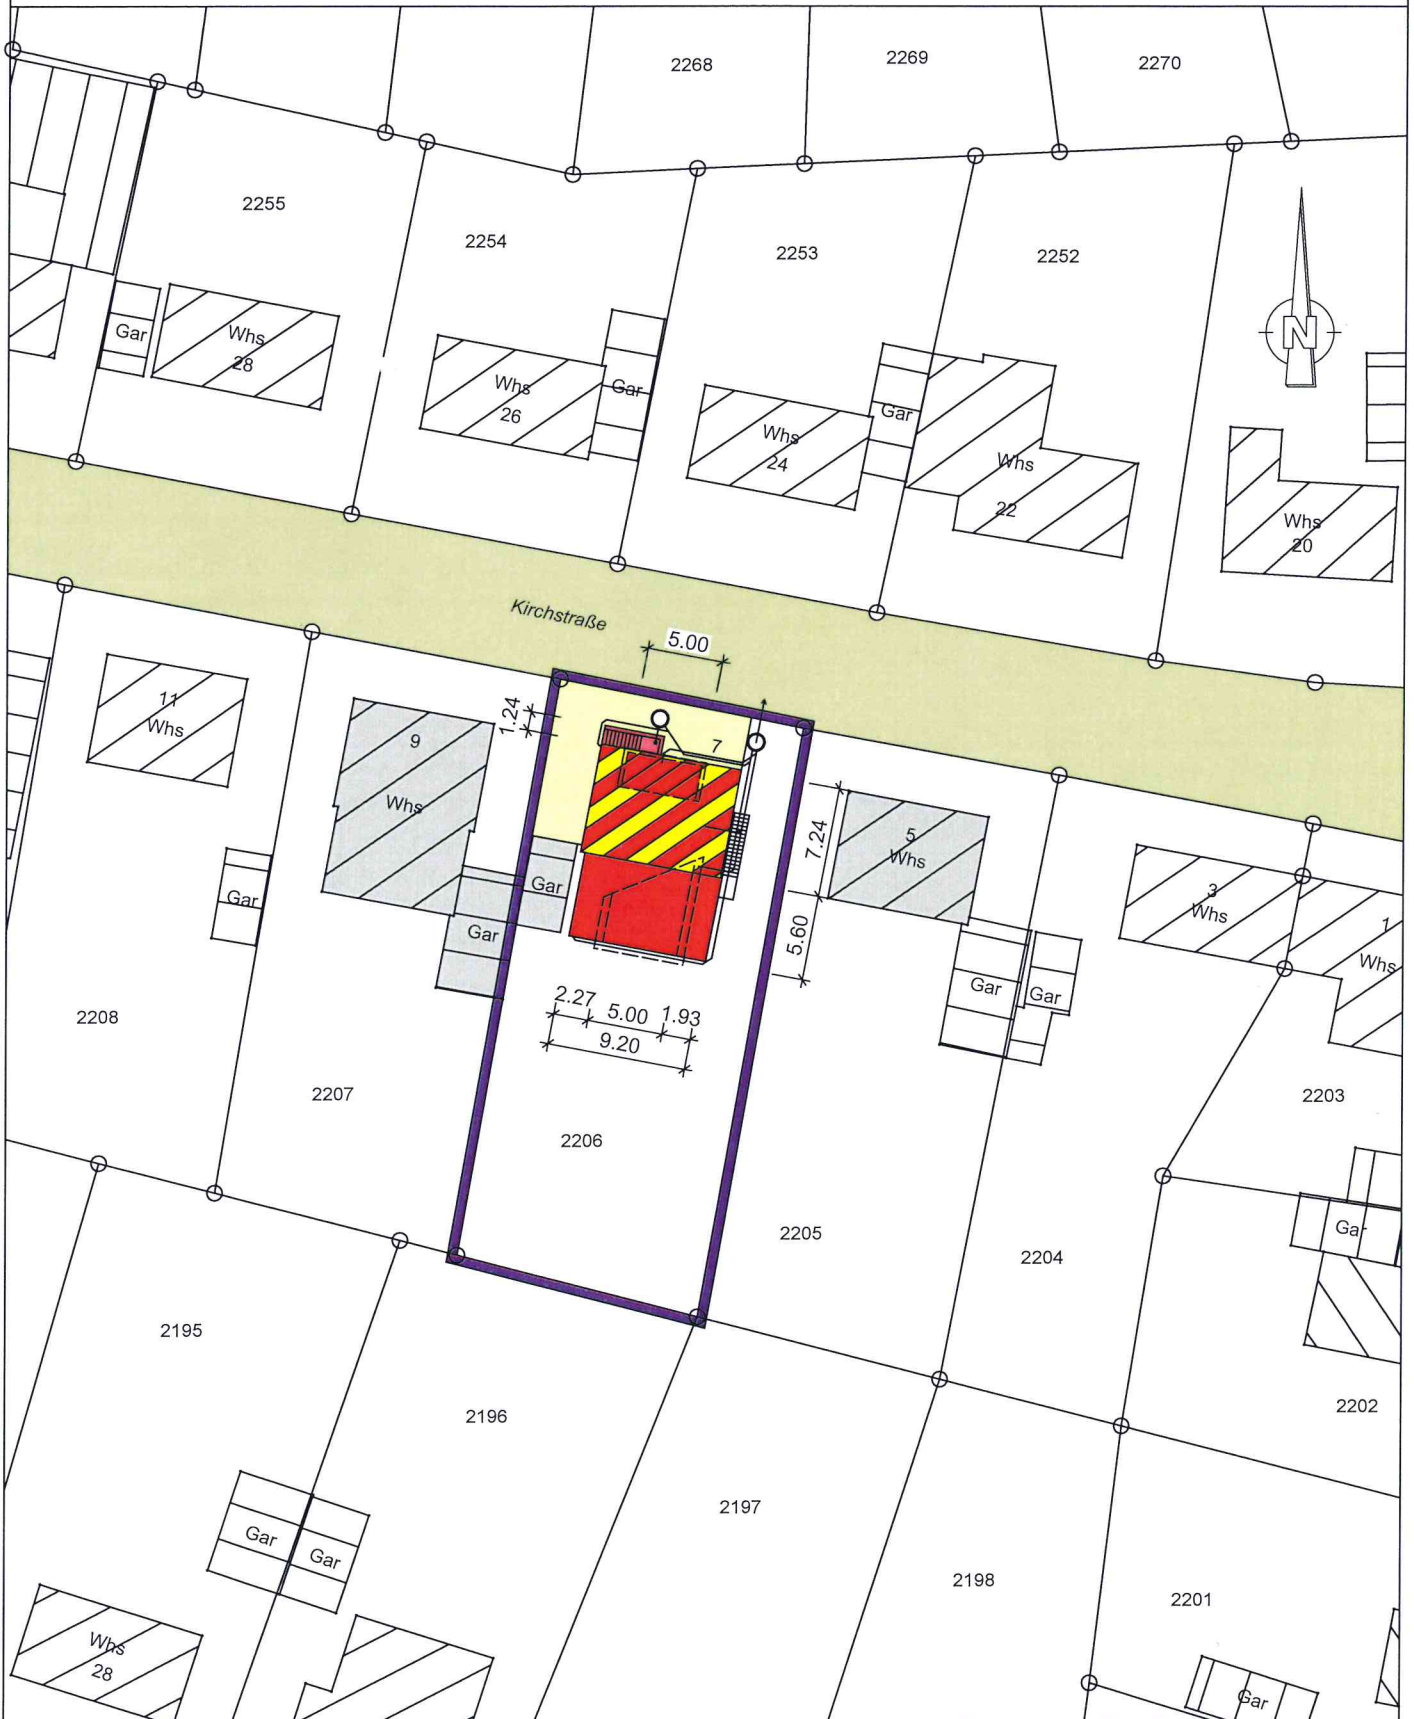 2268
2269
2270
2255
2254
2253
2252
N
Gar
Whs
28
Whs
26
Gar
Whs
24
Gar
Whs
22
Whs
20
Kirchstraße
5.00
11
Whs
9
Whs
1.24
7
7.24
5
Whs
3
Whs
1
Whs
Gar
Gar
Gar
5.60
Gar
Gar
2.27
5.00
1.93
9.20
2208
2207
2206
2203
2205
2204
Gar
2195
2196
2202
2197
2198
2201
Gar
Gar
Whs
28
Gar